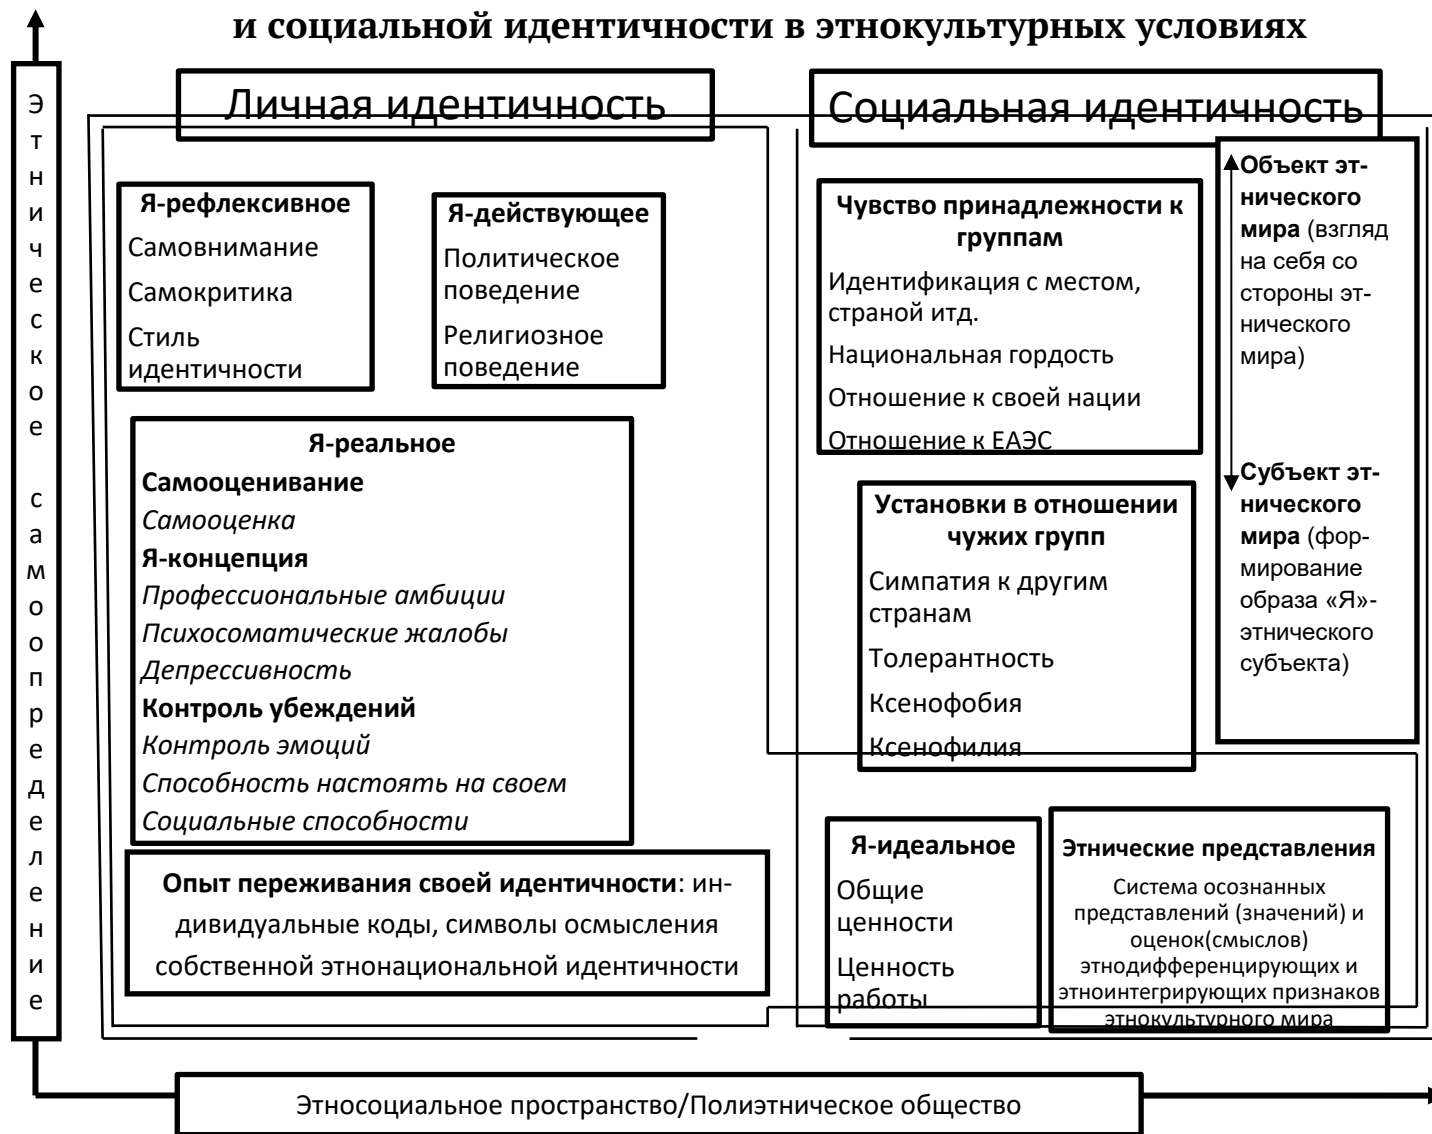 и социальной идентичности в этнокультурных условиях
Этническое самоопределение
Личная идентичность
Социальная идентичность
Я-рефлексивное
Самовнимание
Самокритика
Стиль
идентичности
Я-действующее
Политическое
поведение
Религиозное
поведение
Я-реальное
Самооценивание
Самооценка
Я-концепция
Профессиональные амбиции
Психосоматические жалобы
Депрессивность
Контроль убеждений
Контроль эмоций
Способность настоять на своем
Социальные способности
Опыт переживания своей идентичности: ин-
дивидуальные коды, символы осмысления
собственной этнонациональной идентичности
Чувство принадлежности к
группам
Идентификация с местом,
страной итд.
Национальная гордость
Отношение к своей нации
Отношение к ЕАЭС
Установки в отношении
чужих групп
Симпатия к другим
странам
Толерантность
Ксенофобия
Ксенофилия
Объект эт-
нического
мира (взгляд
на себя со
стороны эт-
нического
мира)
Субъект эт-
нического
мира (фор-
мирование
образа «Я»-
этнического
субъекта)
Я-идеальное
Общие
ценности
Ценность
работы
Этнические представления
Система осознанных
представлений (значений) и
оценок(смыслов)
этнодифференцирующих и
этноинтегрирующих признаков
этнокультурного мира
Этносоциальное пространство/Полиэтническое общество